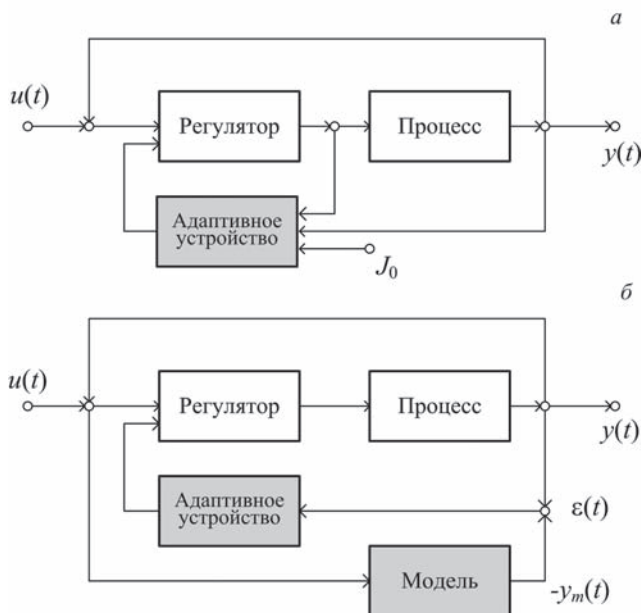 а
u(t)
Регулятор
Процесс
y(t)
Адаптивное
устройство
J₀
б
u(t)
Регулятор
Процесс
y(t)
Адаптивное
устройство
ε(t)
Модель
-yₘ(t)